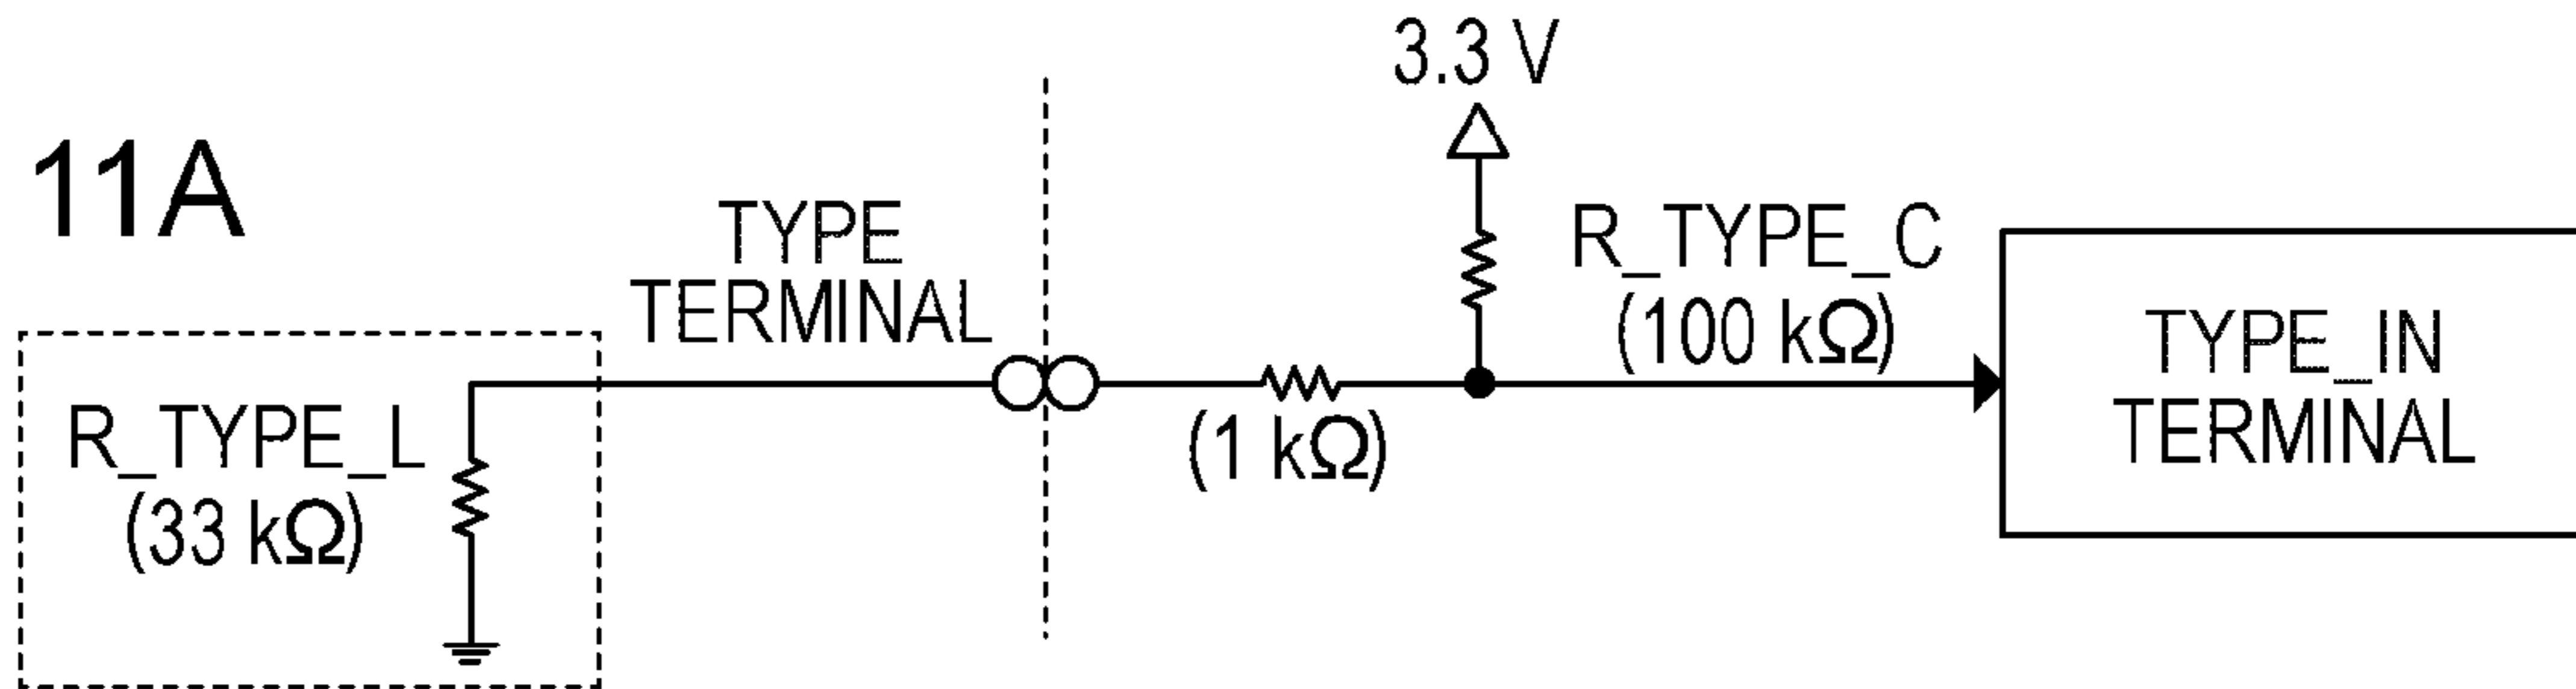 3.3 V
11A
TYPE
TERMINAL
R_TYPE_C
(100 kΩ)
TYPE_IN
TERMINAL
R_TYPE_L
(33 kΩ)
(1 kΩ)